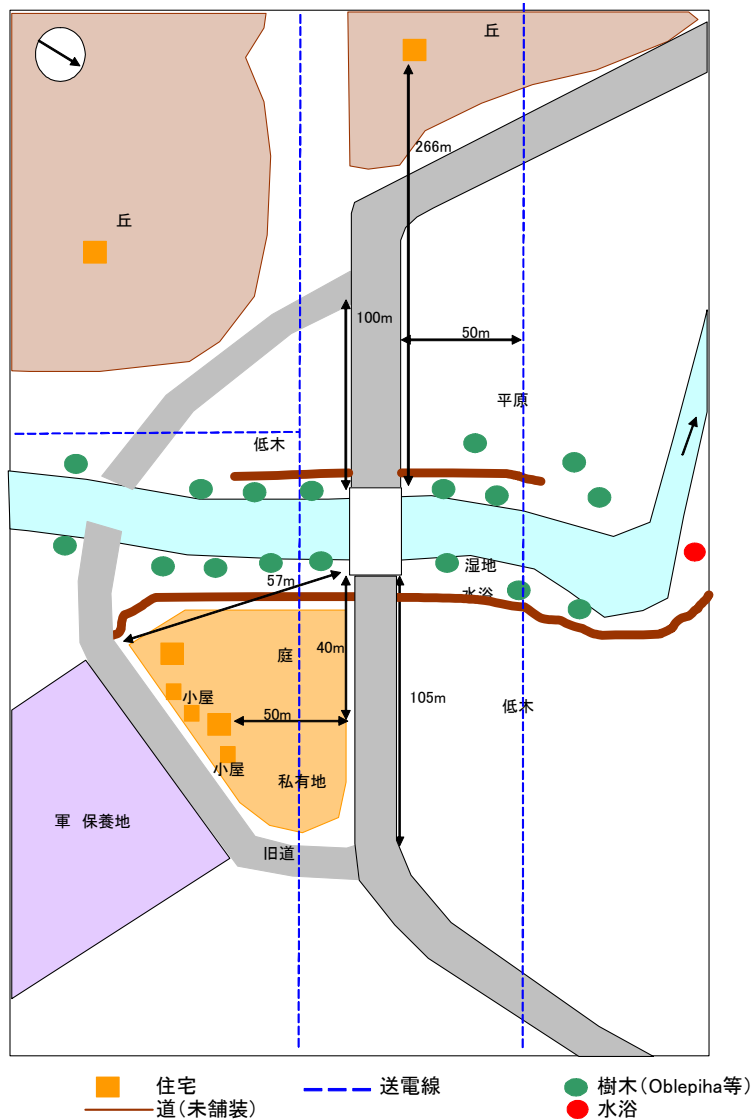 丘
266m
丘
100m
50m
平原
低木
湿地
水浴
57m
庭
40m
105m
小屋
50m
低木
小屋
私有地
軍 保養地
旧道
住宅
送電線
樹木(Oblepiha等)
道(未舗装)
水浴